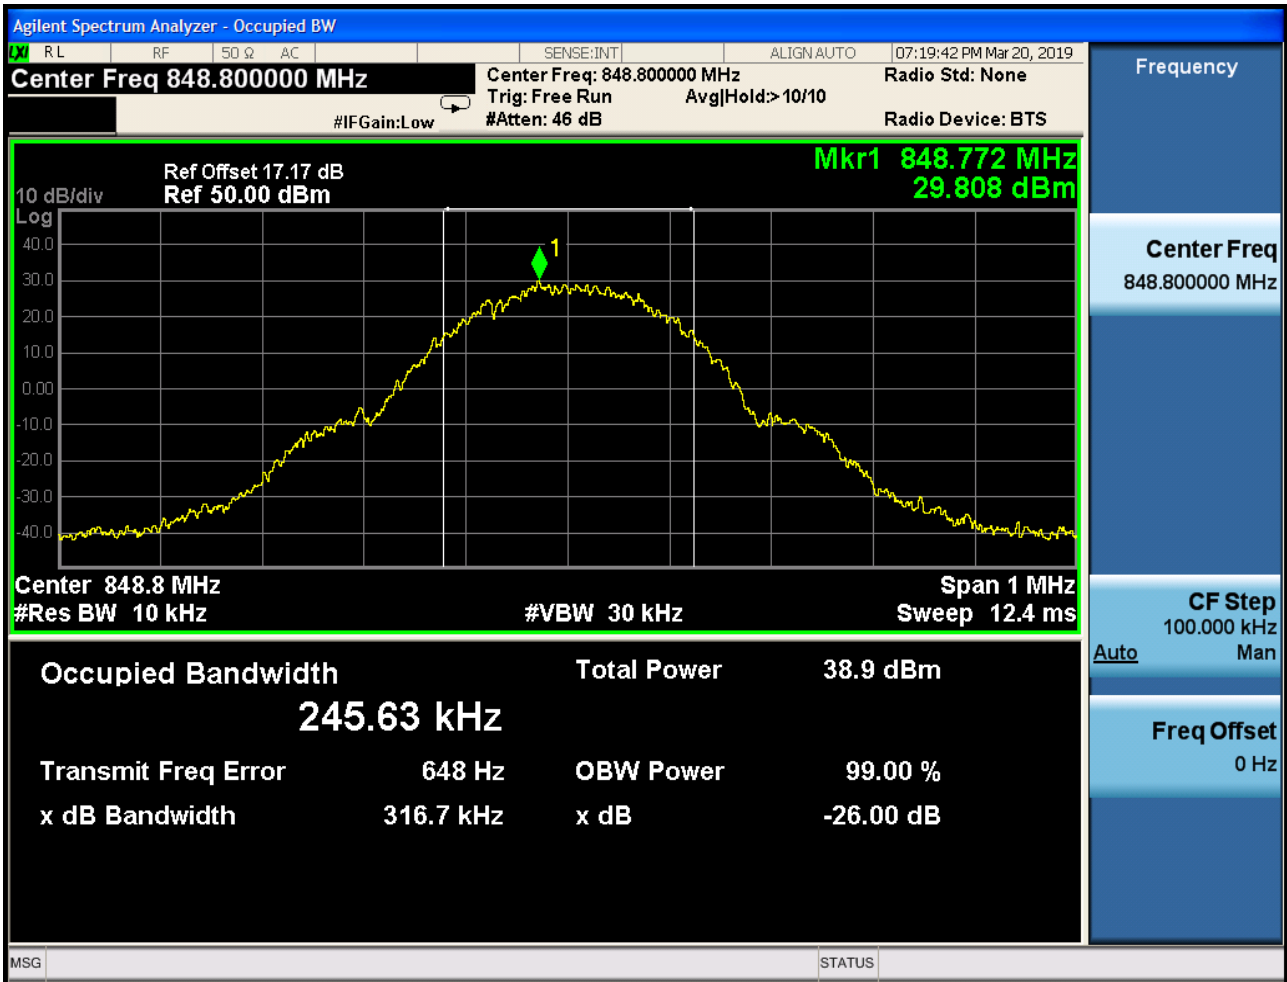 Agilent Spectrum Analyzer - Occupied BW
LXI RL RF 50 Ω AC SENSE:INT ALIGN AUTO 07:19:42 PM Mar 20, 2019
Center Freq 848.800000 MHz
Center Freq: 848.800000 MHz
Radio Std: None
Trig: Free Run Avg|Hold:> 10/10
#IFGain:Low
#Atten: 46 dB
Radio Device: BTS
Frequency
Mkr1 848.772 MHz
29.808 dBm
Ref Offset 17.17 dB
10 dB/div Ref 50.00 dBm
Log
40.0
30.0
20.0
10.0
0.00
-10.0
-20.0
-30.0
-40.0
1
Center 848.8 MHz Span 1 MHz
#Res BW 10 kHz #VBW 30 kHz Sweep 12.4 ms
Center Freq
848.800000 MHz
CF Step
100.000 kHz
Auto Man
Freq Offset
0 Hz
Occupied Bandwidth
245.63 kHz
Total Power 38.9 dBm
Transmit Freq Error 648 Hz OBW Power 99.00 %
x dB Bandwidth 316.7 kHz x dB -26.00 dB
MSG STATUS